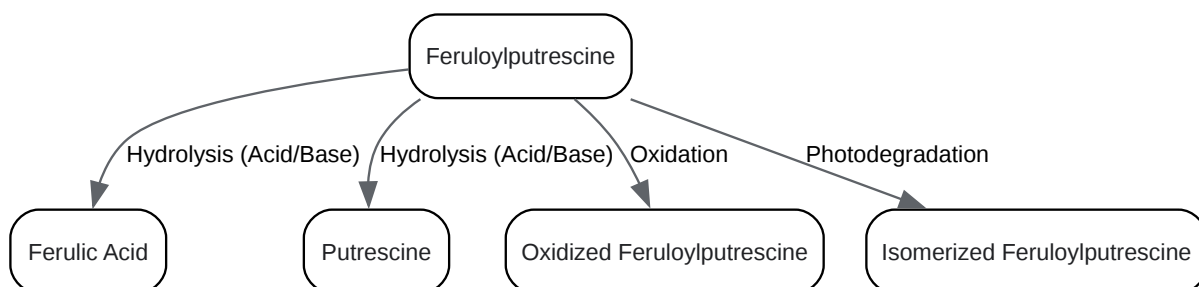 Feruloylputrescine
Hydrolysis (Acid/Base)
Hydrolysis (Acid/Base)
Oxidation
Photodegradation
Ferulic Acid
Putrescine
Oxidized Feruloylputrescine
Isomerized Feruloylputrescine